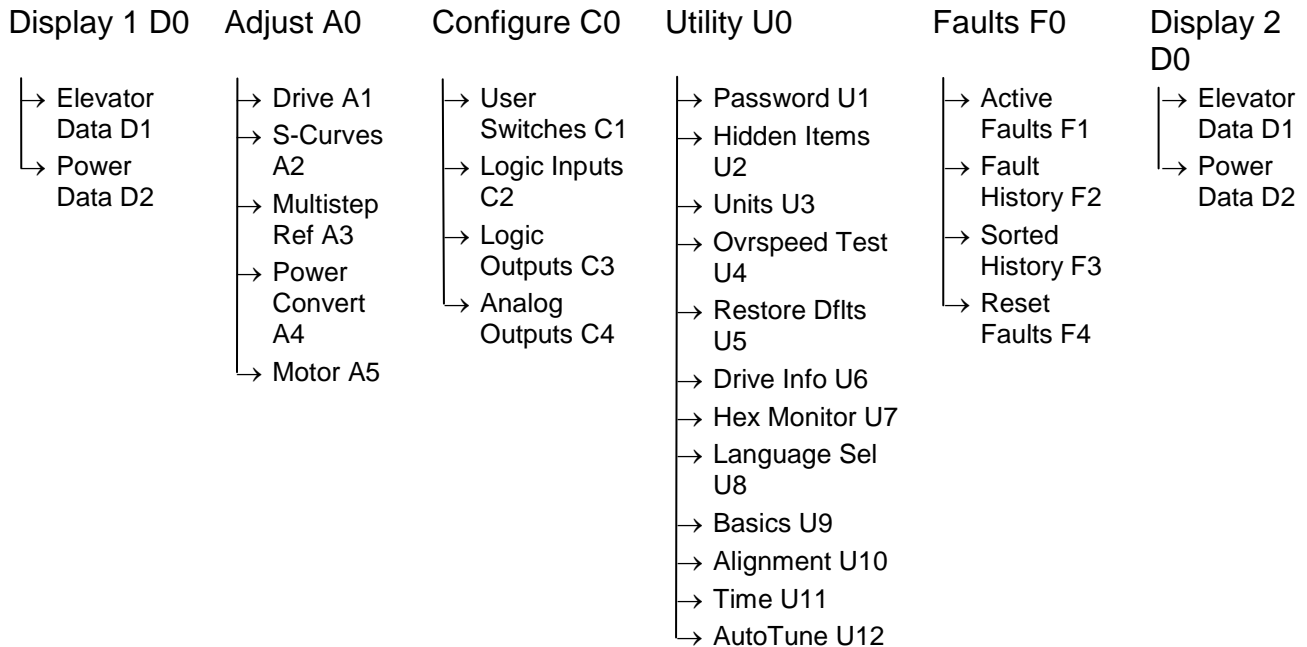 Display 1 D0
Elevator
Data D1
Power
Data D2
Adjust A0
Drive A1
S-Curves
A2
Multistep
Ref A3
Power
Convert
A4
Motor A5
Configure C0
User
Switches C1
Logic Inputs
C2
Logic
Outputs C3
Analog
Outputs C4
Utility U0
Password U1
Hidden Items
U2
Units U3
Ovrspeed Test
U4
Restore Dflts
U5
Drive Info U6
Hex Monitor U7
Language Sel
U8
Basics U9
Alignment U10
Time U11
AutoTune U12
Faults F0
Active
Faults F1
Fault
History F2
Sorted
History F3
Reset
Faults F4
Display 2
D0
Elevator
Data D1
Power
Data D2